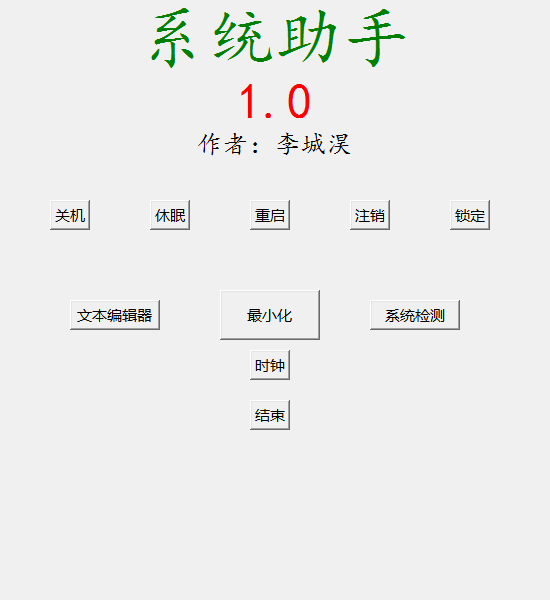 系统助手
1.0
作者：李城淏
关机 休眠 重启 注销 锁定
文本编辑器 最小化 系统检测
时钟
结束